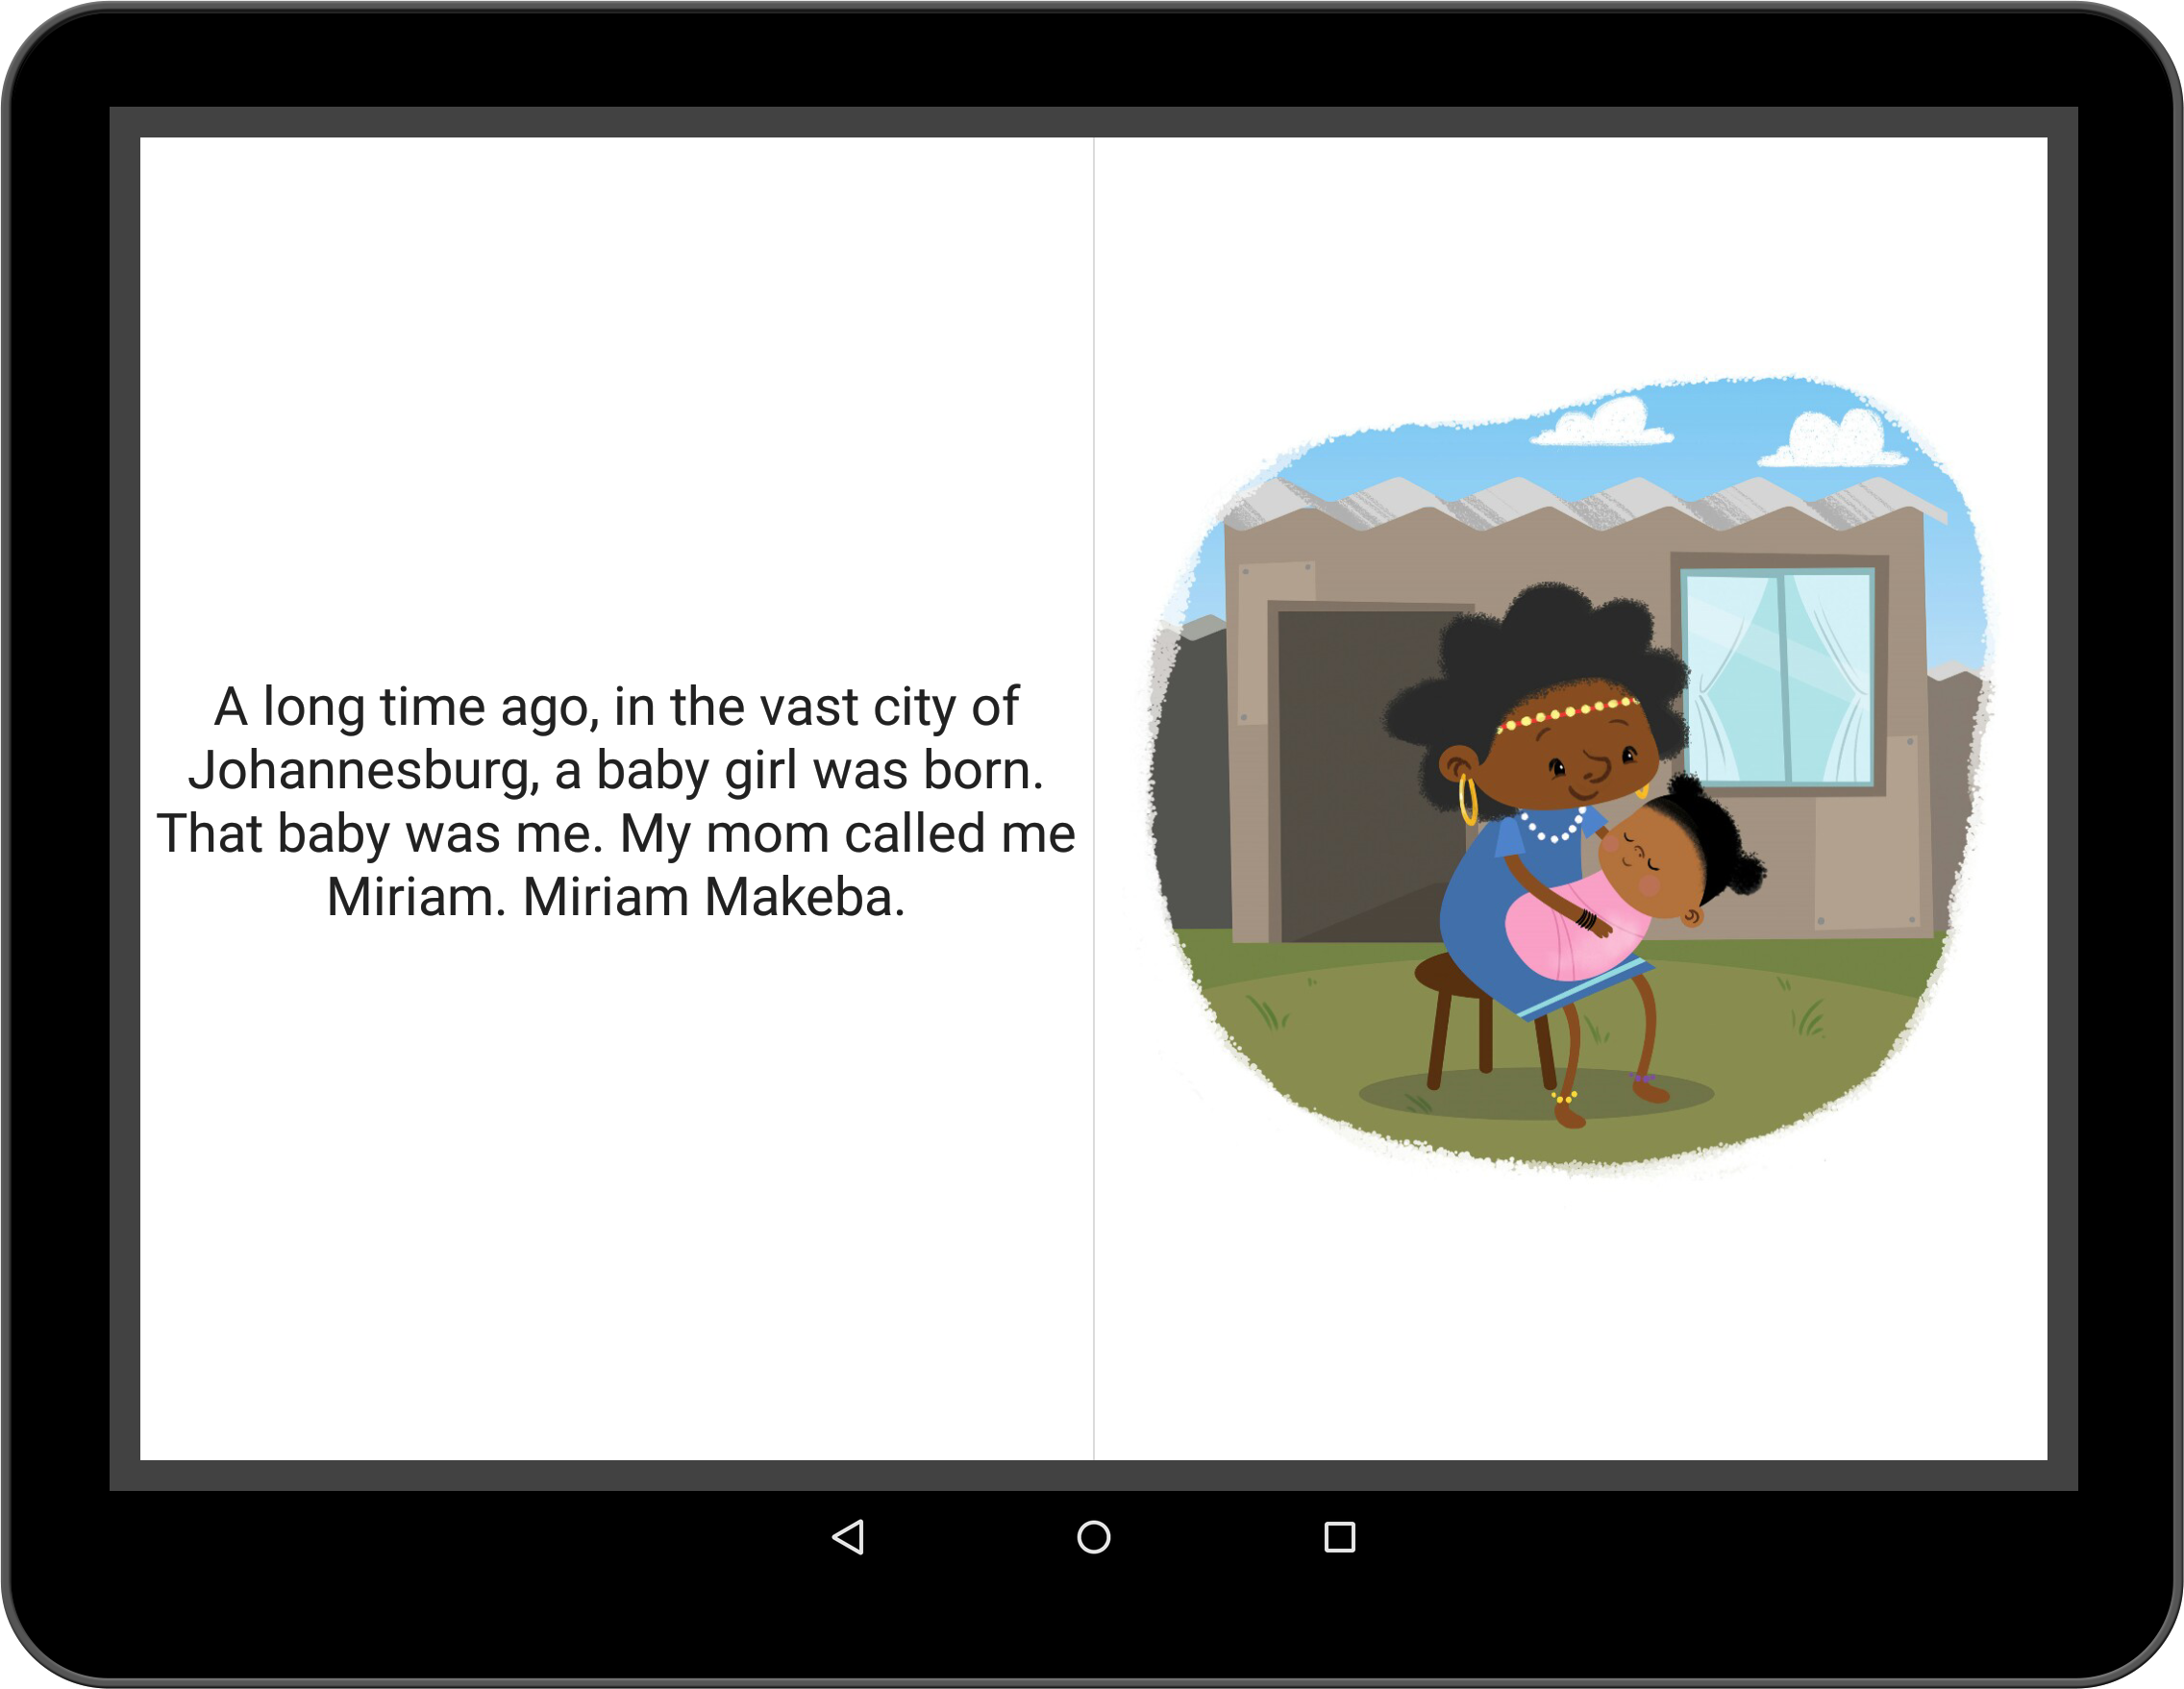 A long time ago, in the vast city of
Johannesburg, a baby girl was born.
That baby was me. My mom called me
Miriam. Miriam Makeba.